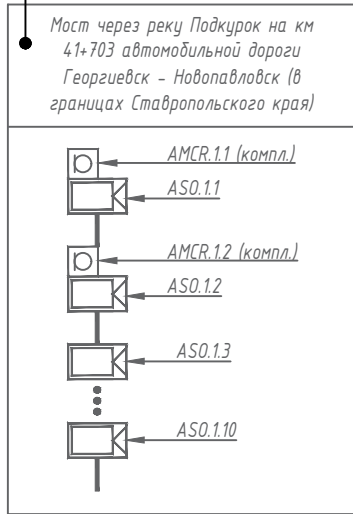 Мост через реку Подкурок на км
41+703 автомобильной дороги
Георгиевск - Новопавловск (в
границах Ставропольского края)
AMCR.1.1 (компл.)
ASO.1.1
AMCR.1.2 (компл.)
ASO.1.2
ASO.1.3
ASO.1.10